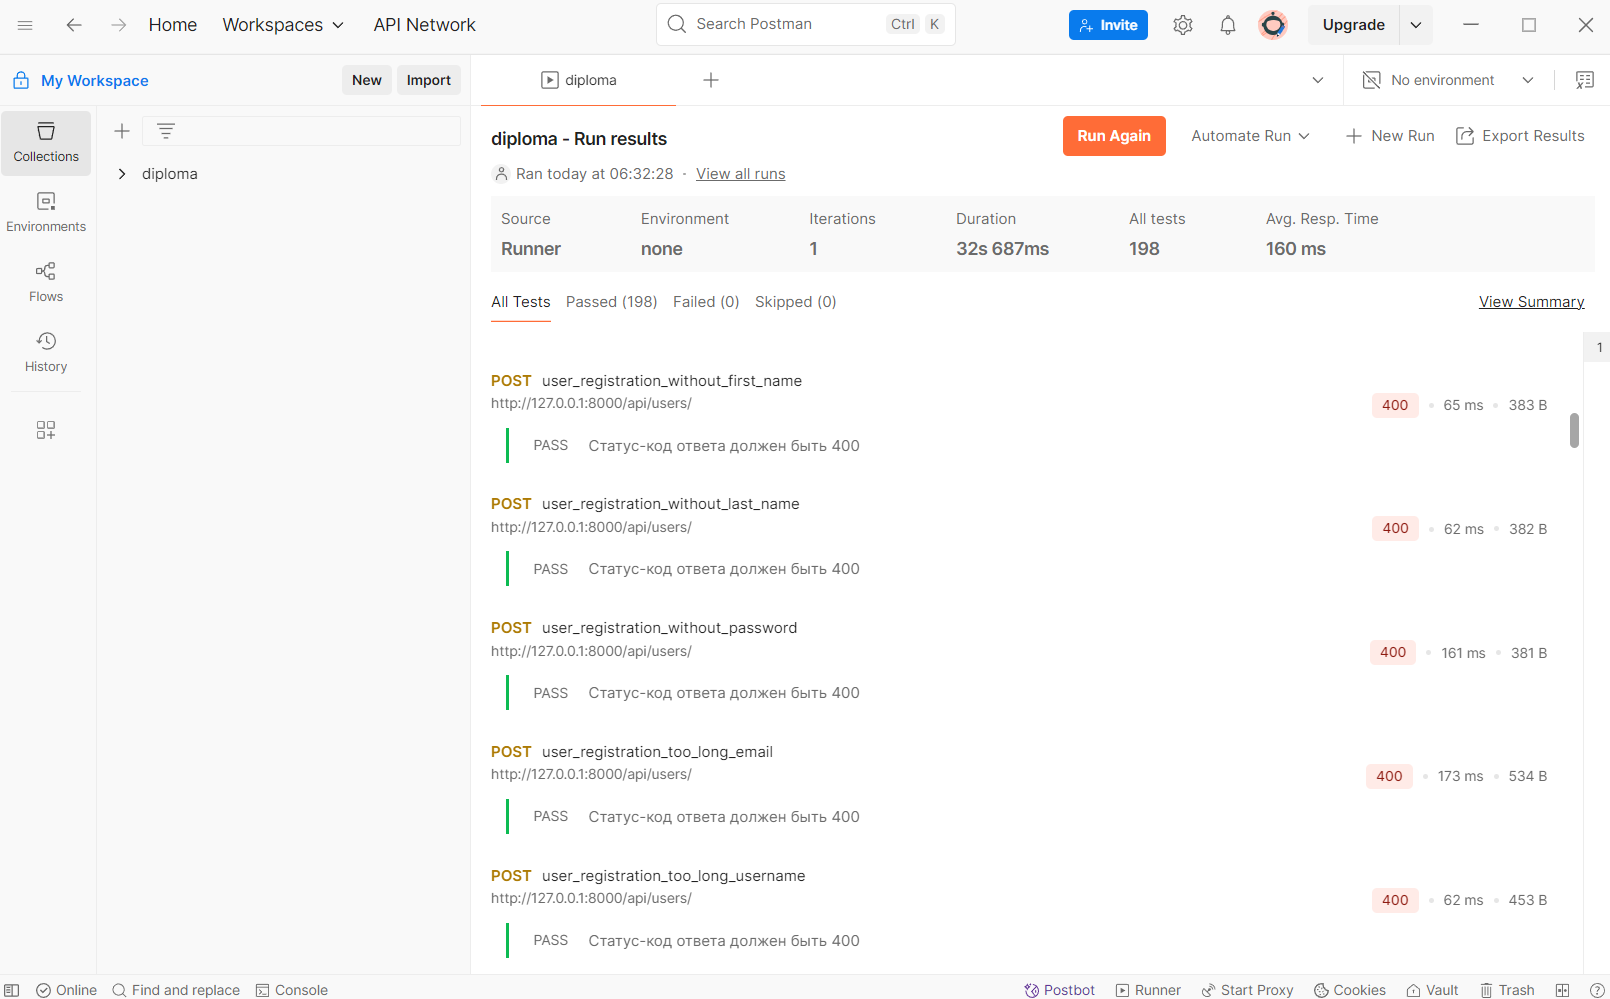 Home Workspaces API Network Search Postman Ctrl K Invite Upgrade
My Workspace New Import diploma No environment
Collections
Environments
Flows
History
diploma
diploma - Run results Run Again Automate Run New Run Export Results
Ran today at 06:32:28 · View all runs
Source Environment Iterations Duration All tests Avg. Resp. Time
Runner none 1 32s 687ms 198 160 ms
All Tests Passed (198) Failed (0) Skipped (0) View Summary
1
POST user_registration_without_first_name
http://127.0.0.1:8000/api/users/ 400 65 ms 383 B
PASS Статус-код ответа должен быть 400
POST user_registration_without_last_name
http://127.0.0.1:8000/api/users/ 400 62 ms 382 B
PASS Статус-код ответа должен быть 400
POST user_registration_without_password
http://127.0.0.1:8000/api/users/ 400 161 ms 381 B
PASS Статус-код ответа должен быть 400
POST user_registration_too_long_email
http://127.0.0.1:8000/api/users/ 400 173 ms 534 B
PASS Статус-код ответа должен быть 400
POST user_registration_too_long_username
http://127.0.0.1:8000/api/users/ 400 62 ms 453 B
PASS Статус-код ответа должен быть 400
Online Find and replace Console Postbot Runner Start Proxy Cookies Vault Trash